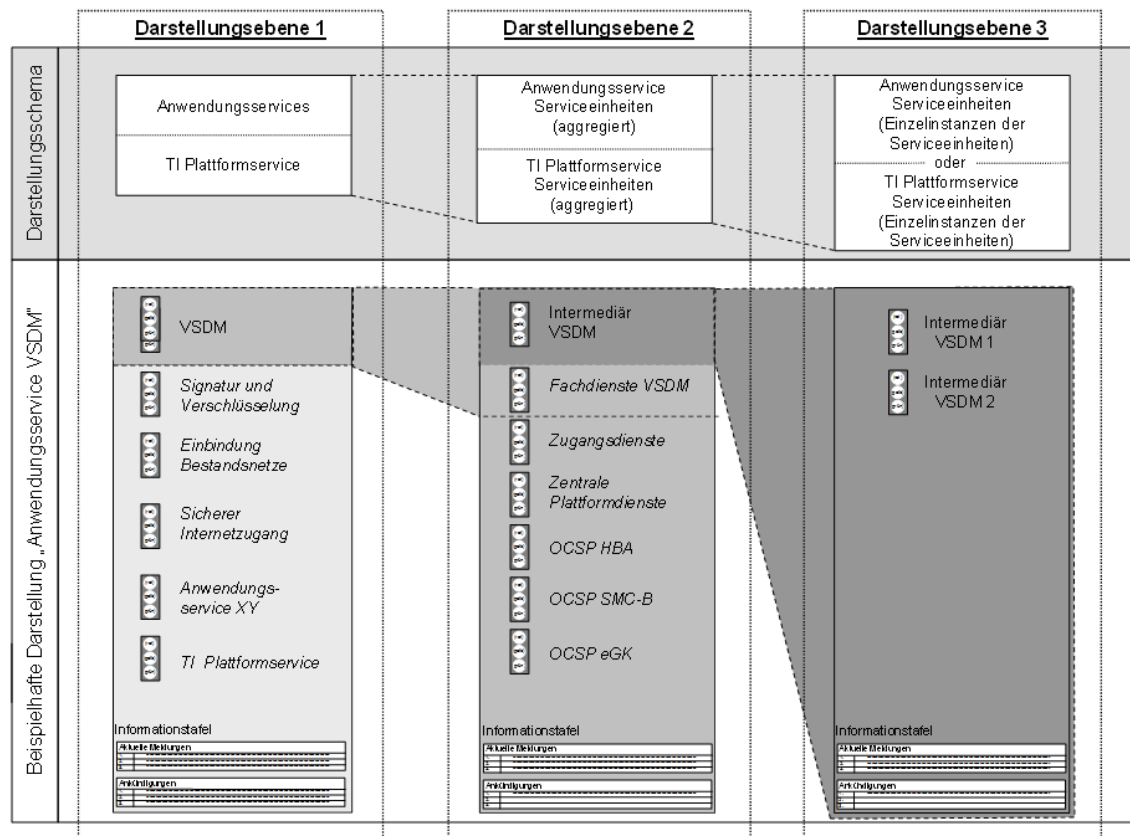 Darstellungsebene 1
Darstellungsebene 2
Darstellungsebene 3
Darstellungsschema
Anwendungsservices
TI Plattformservice
Anwendungsservice
Serviceeinheiten
(aggregiert)
TI Plattformservice
Serviceeinheiten
(aggregiert)
Anwendungsservice
Serviceeinheiten
(Einzelinstanzen der
Serviceeinheiten)
oder
TI Plattformservice
Serviceeinheiten
(Einzelinstanzen der
Serviceeinheiten)
Beispielhafte Darstellung „Anwendungsservice VSDM"
VSDM
Signatur und
Verschlüsselung
Einbindung
Bestandsnetze
Sicherer
Internetzugang
Anwendungs-
service XY
TI Plattformservice
Informationstafel
Aktuelle Meldungen
Ankündigungen
Intermediär
VSDM
Fachdienste VSDM
Zugangsdienste
Zentrale
Plattformdienste
OCSP HBA
OCSP SMC-B
OCSP eGK
Informationstafel
Aktuelle Meldungen
Ankündigungen
Intermediär
VSDM 1
Intermediär
VSDM 2
Informationstafel
Aktuelle Meldungen
Ankündigungen